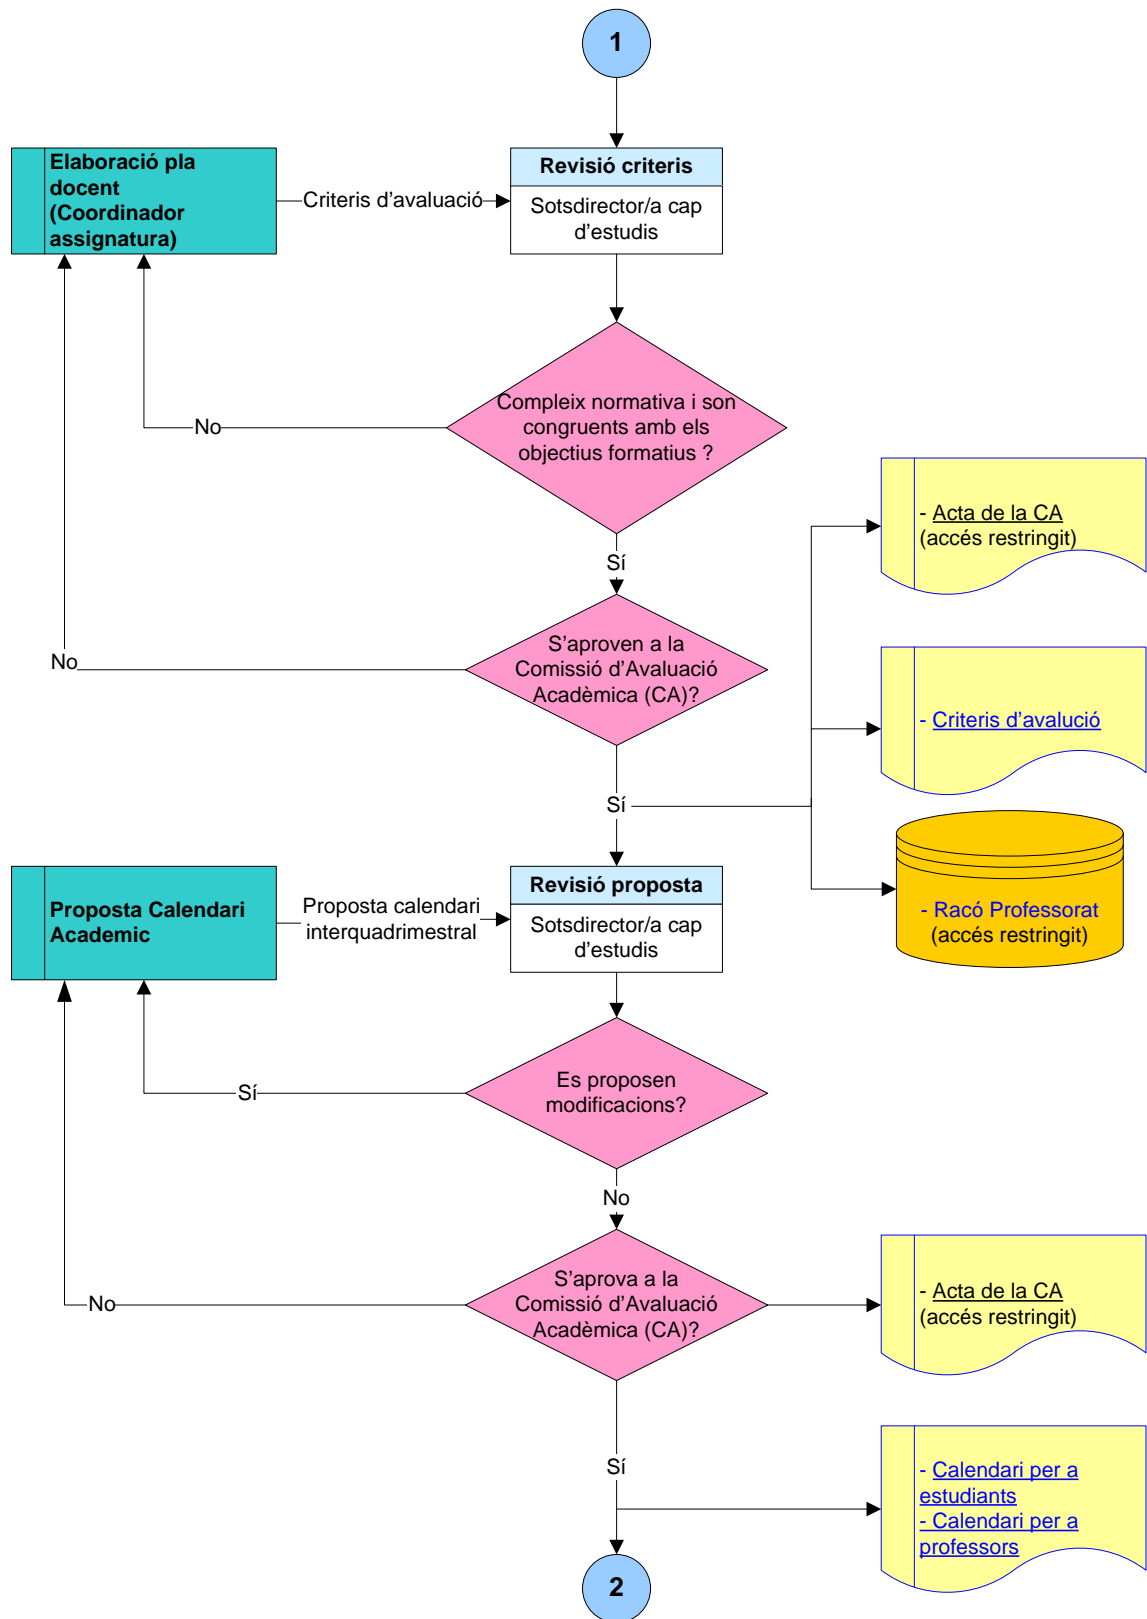 1
Elaboració pla
docent
(Coordinador
assignatura)
Criteris d'avaluació
Revisió criteris
Sotsdirector/a cap
d'estudis
Compleix normativa i son
congruents amb els
objectius formatius ?
No
Sí
- Acta de la CA
(accés restringit)
S'aproven a la
Comissió d'Avaluació
Acadèmica (CA)?
No
- Criteris d'avalució
Sí
Proposta Calendari
Academic
Proposta calendari
interquadrimestral
Revisió proposta
Sotsdirector/a cap
d'estudis
- Racó Professorat
(accés restringit)
Es proposen
modificacions?
Sí
No
S'aprova a la
Comissió d'Avaluació
Acadèmica (CA)?
No
- Acta de la CA
(accés restringit)
Sí
- Calendari per a
estudiants
- Calendari per a
professors
2